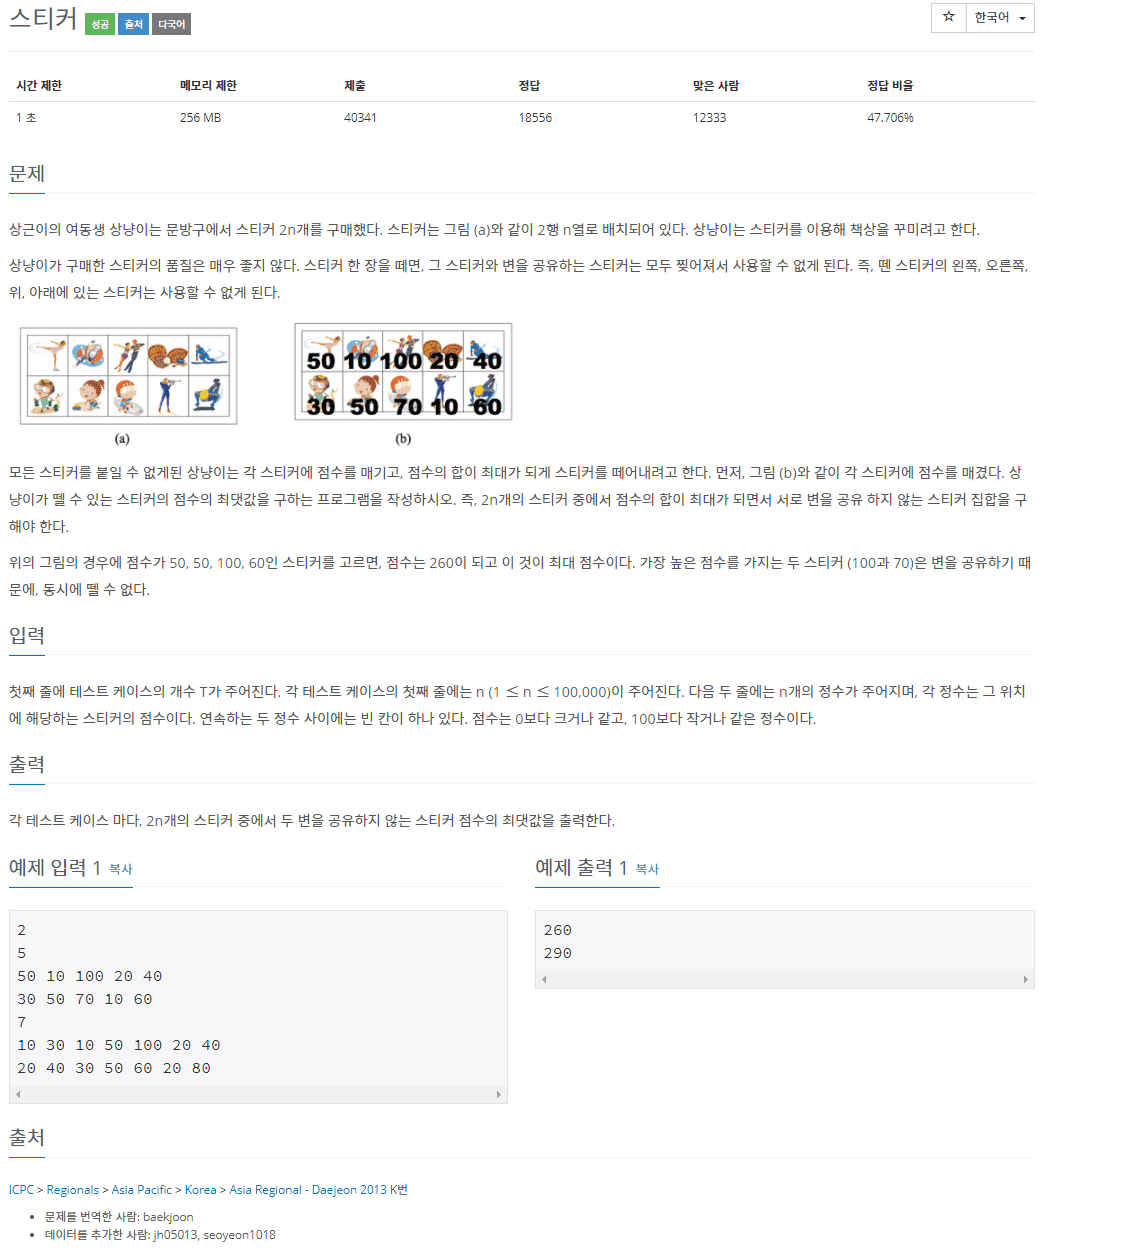 스티커 성공 출처 다국어
☆ 한국어
시간 제한 메모리 제한 제출 정답 맞은 사람 정답 비율
1 초 256 MB 40341 18556 12333 47.706%
문제
상근이의 여동생 상냥이는 문방구에서 스티커 2n개를 구매했다. 스티커는 그림 (a)와 같이 2행 n열로 배치되어 있다. 상냥이는 스티커를 이용해 책상을 꾸미려고 한다.
상냥이가 구매한 스티커의 품질은 매우 좋지 않다. 스티커 한 장을 떼면, 그 스티커와 변을 공유하는 스티커는 모두 찢어져서 사용할 수 없게 된다. 즉, 뗀 스티커의 왼쪽, 오른쪽,
위, 아래에 있는 스티커는 사용할 수 없게 된다.
50 10 100 20 40
30 50 70 10 60
(a) (b)
모든 스티커를 붙일 수 없게된 상냥이는 각 스티커에 점수를 매기고, 점수의 합이 최대가 되게 스티커를 떼어내려고 한다. 먼저, 그림 (b)와 같이 각 스티커에 점수를 매겼다. 상
냥이가 뗄 수 있는 스티커의 점수의 최댓값을 구하는 프로그램을 작성하시오. 즉, 2n개의 스티커 중에서 점수의 합이 최대가 되면서 서로 변을 공유 하지 않는 스티커 집합을 구
해야 한다.
위의 그림의 경우에 점수가 50, 50, 100, 60인 스티커를 고르면, 점수는 260이 되고 이 것이 최대 점수이다. 가장 높은 점수를 가지는 두 스티커 (100과 70)은 변을 공유하기 때
문에, 동시에 뗄 수 없다.
입력
첫째 줄에 테스트 케이스의 개수 T가 주어진다. 각 테스트 케이스의 첫째 줄에는 n (1 ≤ n ≤ 100,000)이 주어진다. 다음 두 줄에는 n개의 정수가 주어지며, 각 정수는 그 위치
에 해당하는 스티커의 점수이다. 연속하는 두 정수 사이에는 빈 칸이 하나 있다. 점수는 0보다 크거나 같고, 100보다 작거나 같은 정수이다.
출력
각 테스트 케이스 마다, 2n개의 스티커 중에서 두 변을 공유하지 않는 스티커 점수의 최댓값을 출력한다.
예제 입력 1 복사
2
5
50 10 100 20 40
30 50 70 10 60
7
10 30 10 50 100 20 40
20 40 30 50 60 20 80
예제 출력 1 복사
260
290
출처
ICPC > Regionals > Asia Pacific > Korea > Asia Regional - Daejeon 2013 K번
• 문제를 번역한 사람: baekjoon
• 데이터를 추가한 사람: jh05013, seoyeon1018